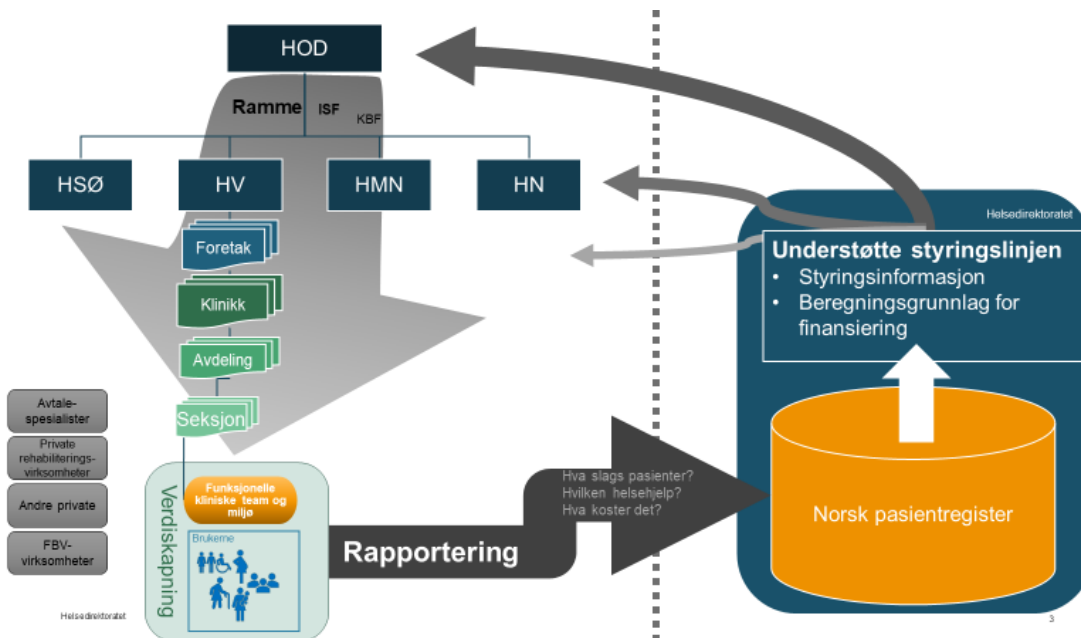 HOD
Ramme
ISF
KBF
HSØ
HV
HMN
HN
Foretak
Klinikk
Avdeling
Seksjon
Avtale-
spesialister
Private
rehabiliterings-
virksomheter
Andre private
FBV-
virksomheter
Helsedirektoratet
Verdiskapning
Funksjonelle
kliniske team og
miljø
Brukerne
Rapportering
Hva slags pasienter?
Hvilken helsehjelp?
Hva koster det?
Helsedirektoratet
Understøtte styringslinjen
• Styringsinformasjon
• Beregningsgrunnlag for
finansiering
Norsk pasientregister
3